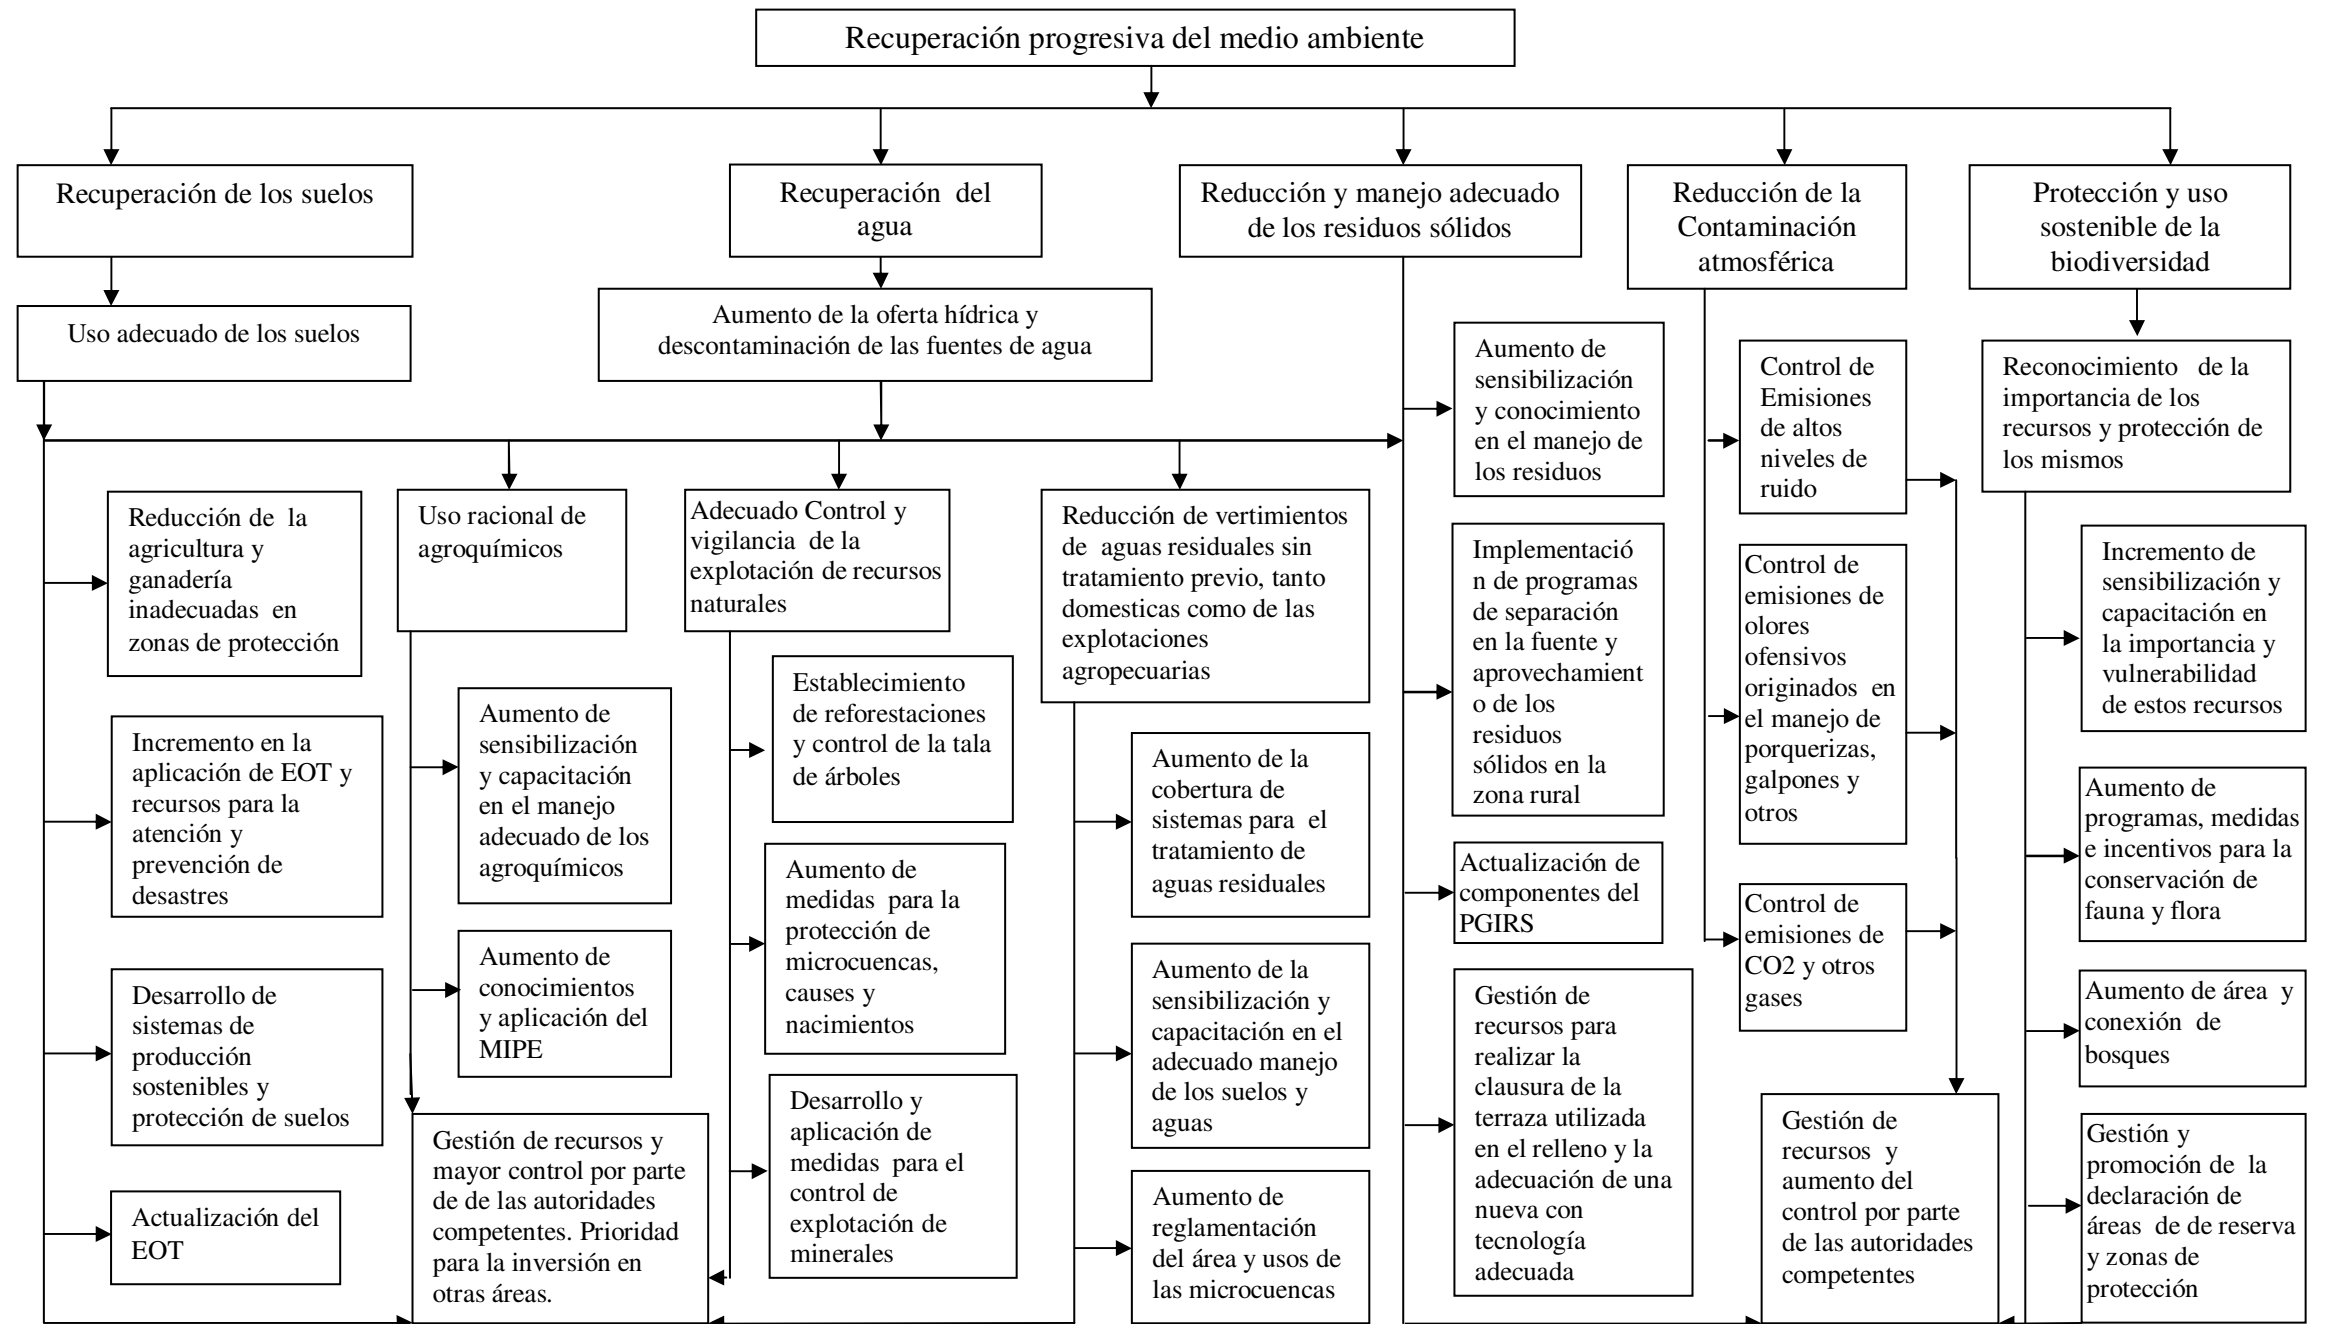 Recuperación progresiva del medio ambiente
Recuperación de los suelos
Recuperación del
agua
Reducción y manejo adecuado
de los residuos sólidos
Reducción de la
Contaminación
atmosférica
Protección y uso
sostenible de la
biodiversidad
Uso adecuado de los suelos
Aumento de la oferta hídrica y
descontaminación de las fuentes de agua
Reducción de la
agricultura y
ganadería
inadecuadas en
zonas de protección
Incremento en la
aplicación de EOT y
recursos para la
atención y
prevención de
desastres
Desarrollo de
sistemas de
producción
sostenibles y
protección de suelos
Actualización del
EOT
Uso racional de
agroquímicos
Aumento de
sensibilización
y capacitación
en el manejo
adecuado de los
agroquímicos
Aumento de
conocimientos
y aplicación del
MIPE
Gestión de recursos y
mayor control por parte
de de las autoridades
competentes. Prioridad
para la inversión en
otras áreas.
Adecuado Control y
vigilancia de la
explotación de recursos
naturales
Establecimiento
de reforestaciones
y control de la tala
de árboles
Aumento de
medidas para la
protección de
microcuencas,
causes y
nacimientos
Desarrollo y
aplicación de
medidas para el
control de
explotación de
minerales
Reducción de vertimientos
de aguas residuales sin
tratamiento previo, tanto
domesticas como de las
explotaciones
agropecuarias
Aumento de la
cobertura de
sistemas para el
tratamiento de
aguas residuales
Aumento de la
sensibilización y
capacitación en el
adecuado manejo
de los suelos y
aguas
Aumento de
reglamentación
del área y usos de
las microcuencas
Aumento de
sensibilización
y conocimiento
en el manejo de
los residuos
Implementació
n de programas
de separación
en la fuente y
aprovechamient
o de los
residuos
sólidos en la
zona rural
Actualización de
componentes del
PGIRS
Gestión de
recursos para
realizar la
clausura de la
terraza utilizada
en el relleno y la
adecuación de una
nueva con
tecnología
adecuada
Control de
Emisiones
de altos
niveles de
ruido
Control de
emisiones de
olores
ofensivos
originados en
el manejo de
porquerizas,
galpones y
otros
Control de
emisiones de
CO2 y otros
gases
Gestión de
recursos y
aumento del
control por parte
de las autoridades
competentes
Reconocimiento de la
importancia de los
recursos y protección de
los mismos
Incremento de
sensibilización y
capacitación en
la importancia y
vulnerabilidad
de estos recursos
Aumento de
programas, medidas
e incentivos para la
conservación de
fauna y flora
Aumento de área y
conexión de
bosques
Gestión y
promoción de la
declaración de
áreas de de reserva
y zonas de
protección